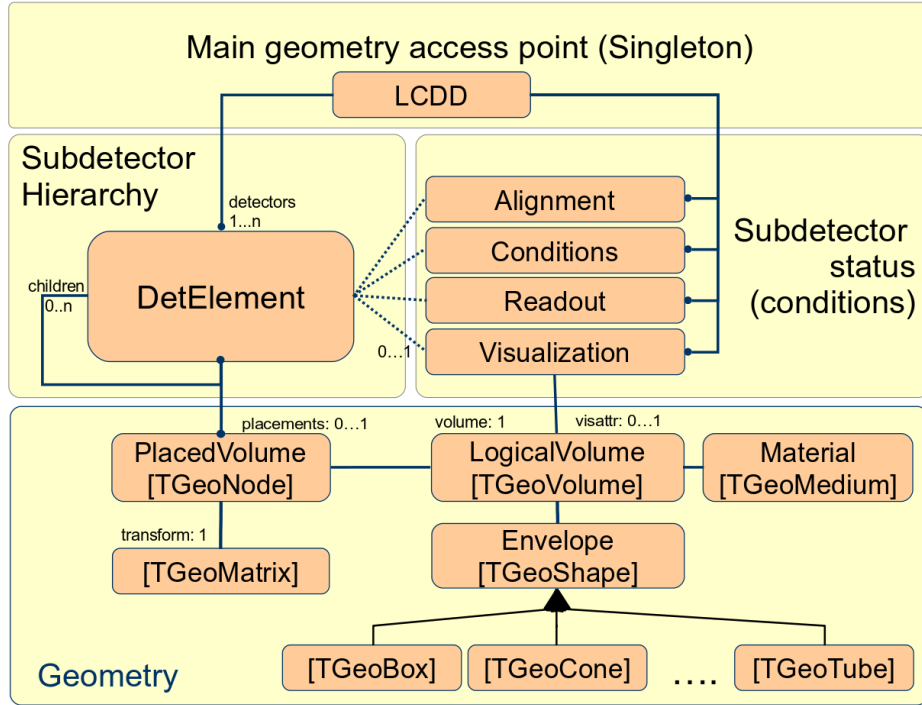 Main geometry access point (Singleton)
LCDD
Subdetector
Hierarchy
detectors
1...n
children
0..n
DetElement
0...1
Alignment
Conditions
Readout
Visualization
Subdetector
status
(conditions)
placements: 0...1
volume: 1
visattr: 0...1
PlacedVolume
[TGeoNode]
LogicalVolume
[TGeoVolume]
Material
[TGeoMedium]
transform: 1
[TGeoMatrix]
Envelope
[TGeoShape]
[TGeoBox]
[TGeoCone]
....
[TGeoTube]
Geometry